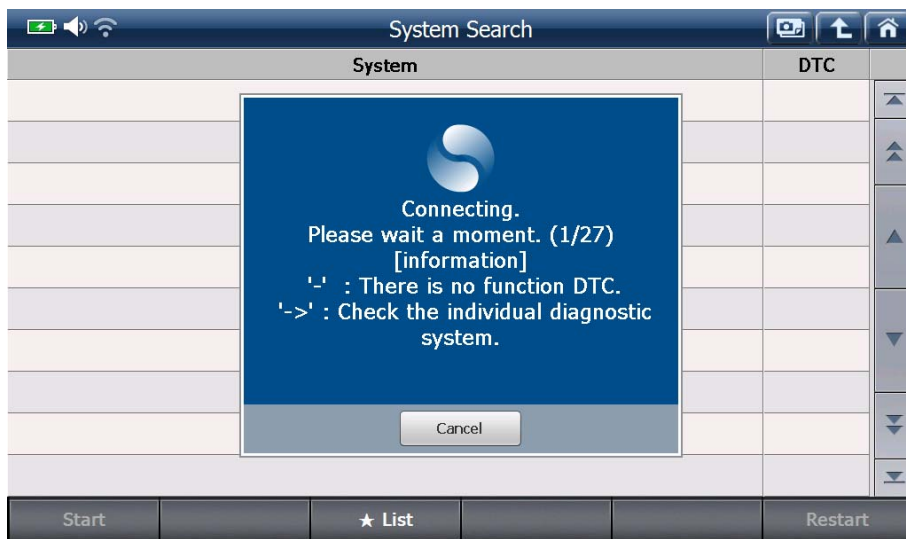 System Search
System DTC
Connecting.
Please wait a moment. (1/27)
[information]
'-' : There is no function DTC.
'->' : Check the individual diagnostic
system.
Cancel
Start ★ List Restart